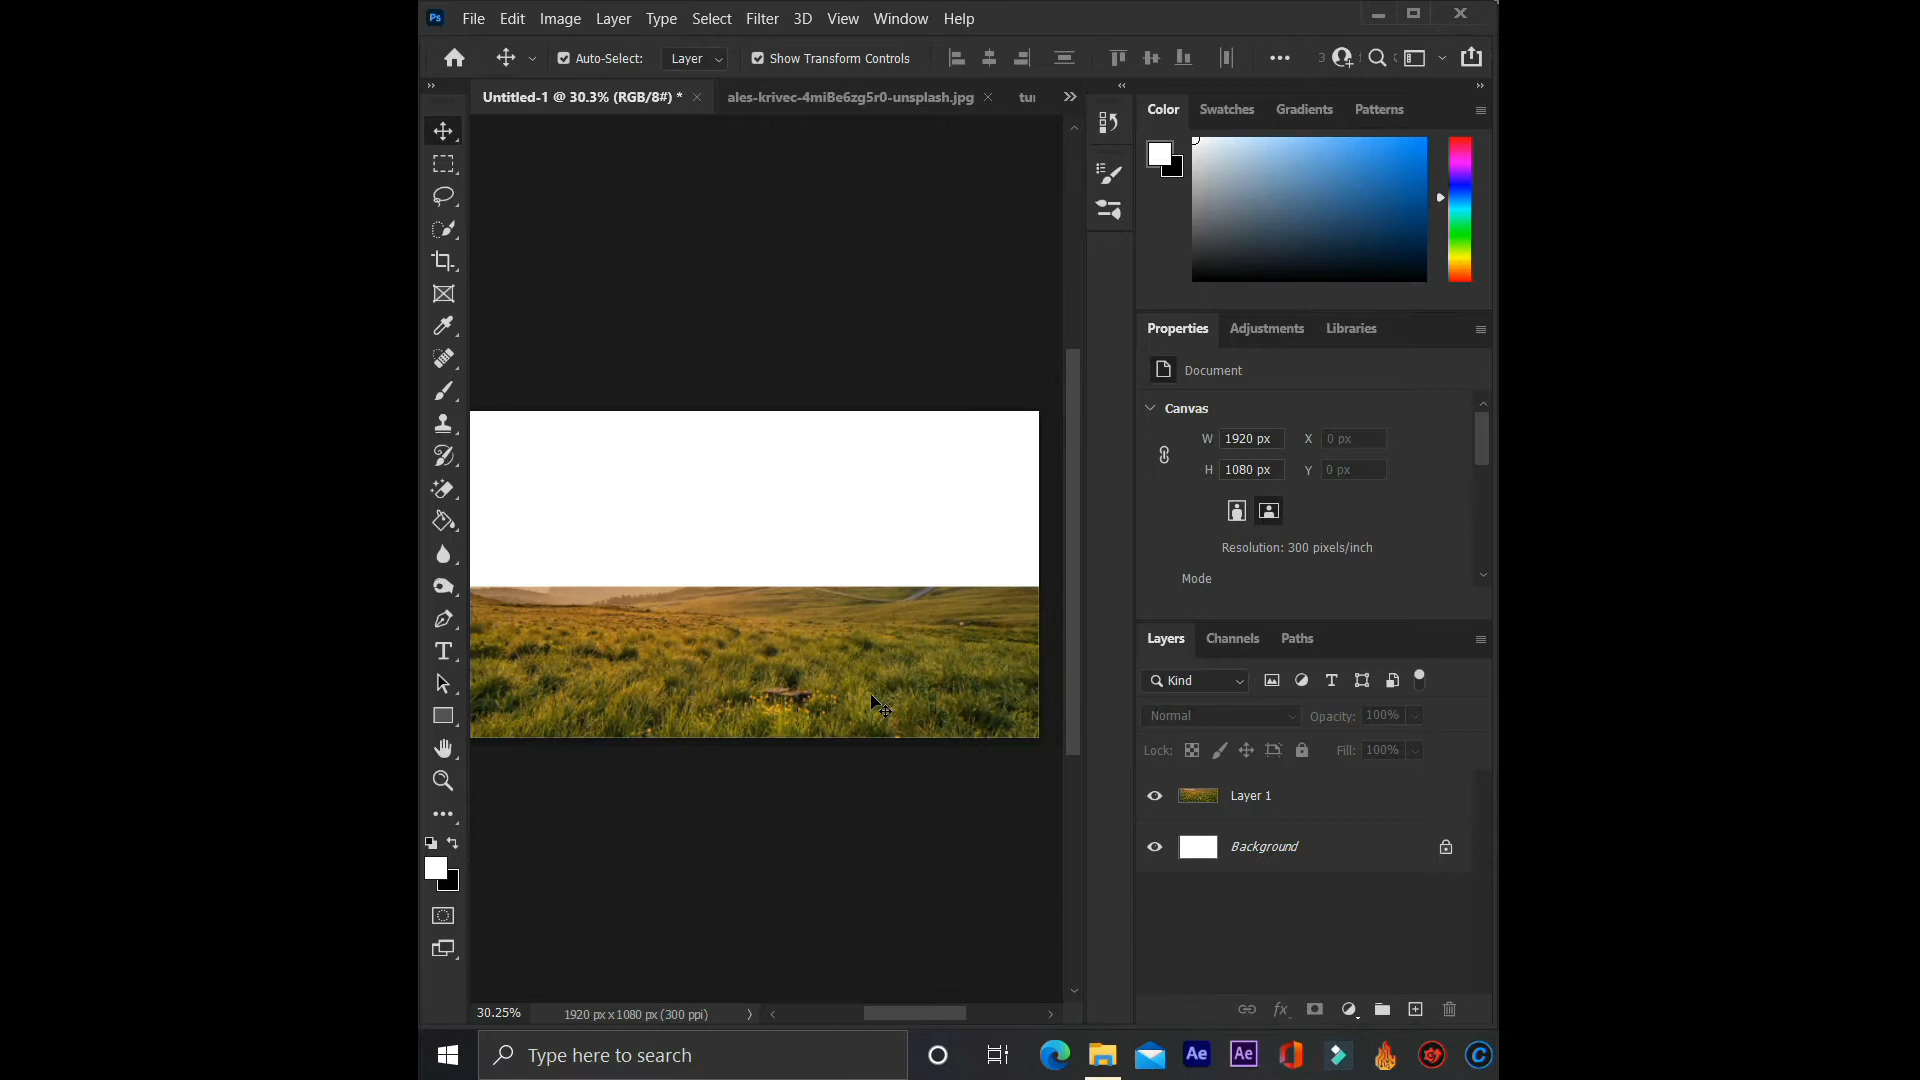 Ps File Edit Image Layer Type Select Filter 3D View Window Help
Auto-Select: Layer Show Transform Controls
Untitled-1 @ 30.3% (RGB/8#) * ales-krivec-4miBe6zg5r0-unsplash.jpg
Color Swatches Gradients Patterns
Properties Adjustments Libraries
Document
Canvas
W 1920 px X 0 px
H 1080 px Y 0 px
Resolution: 300 pixels/inch
Mode
Layers Channels Paths
Kind
Normal Opacity: 100%
Lock: Fill: 100%
Layer 1
Background
30.25% 1920 px x 1080 px (300 ppi)
Type here to search
Ae Ae